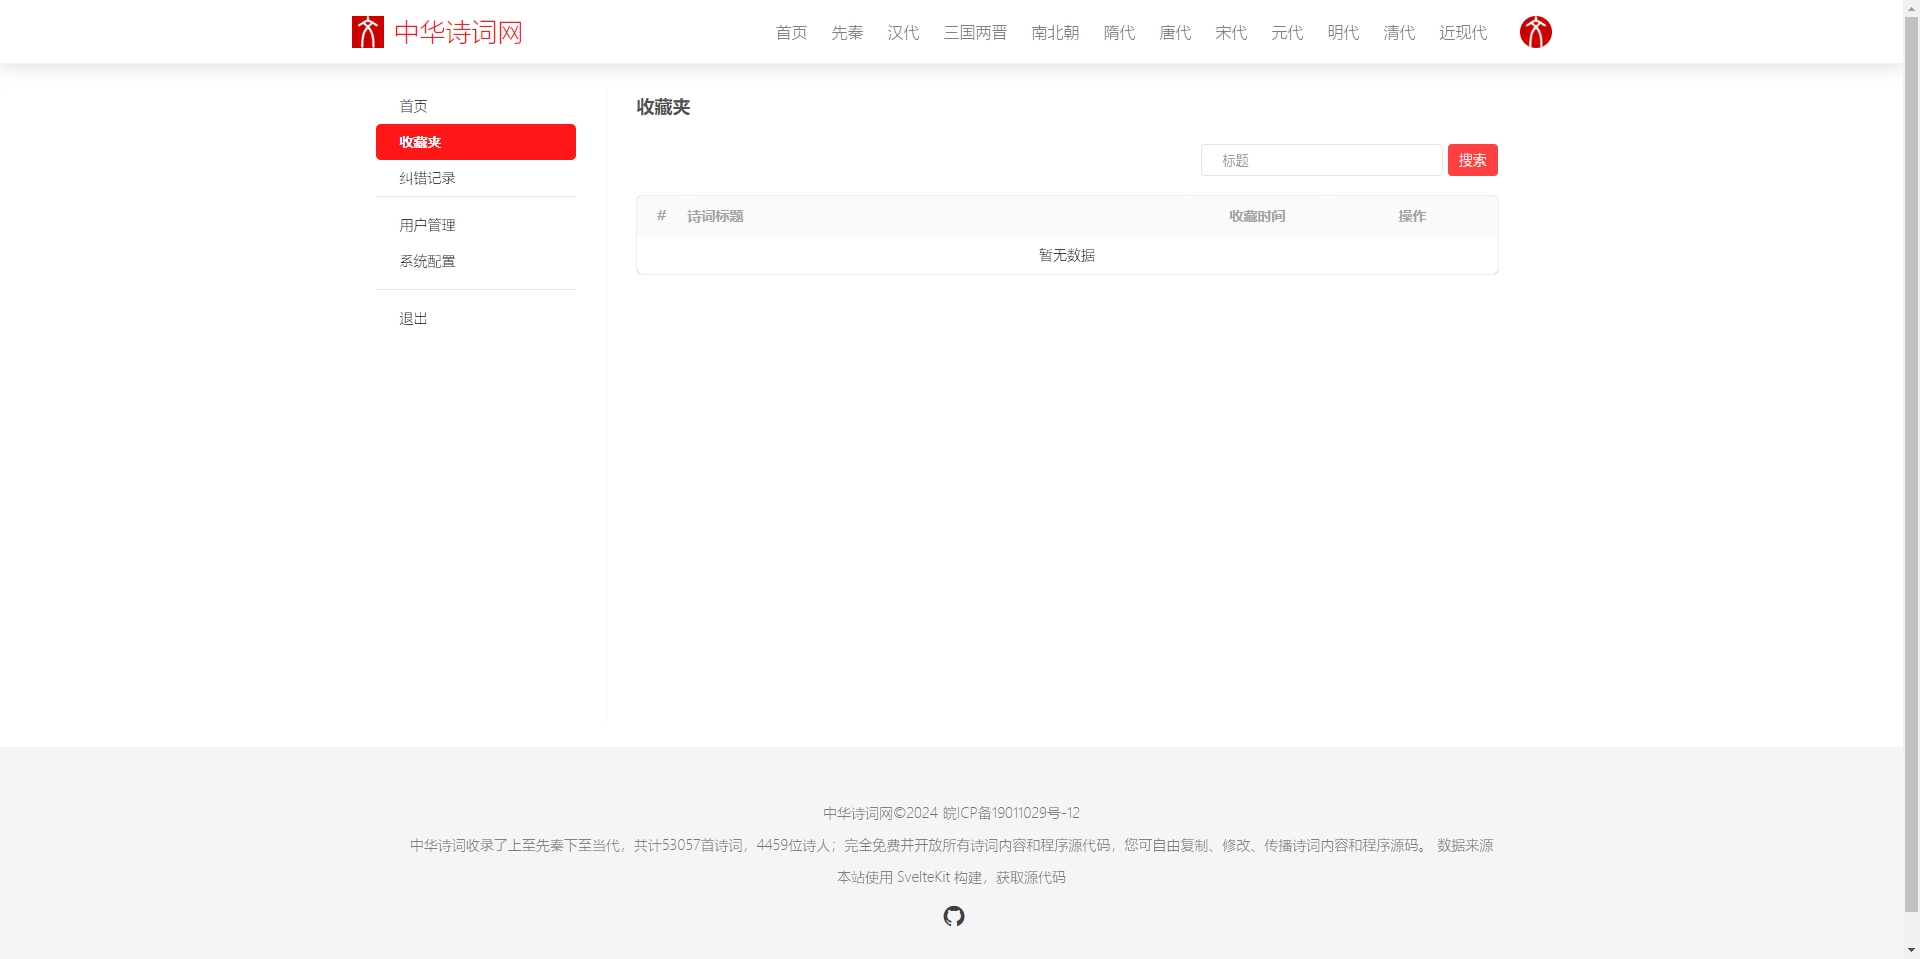 中华诗词网
首页 先秦 汉代 三国两晋 南北朝 隋代 唐代 宋代 元代 明代 清代 近现代
首页
收藏夹
纠错记录
用户管理
系统配置
退出
收藏夹
标题 搜索
# 诗词标题 收藏时间 操作
暂无数据
中华诗词网©2024 皖ICP备19011029号-12
中华诗词收录了上至先秦下至当代，共计53057首诗词，4459位诗人；完全免费并开放所有诗词内容和程序源代码，您可自由复制、修改、传播诗词内容和程序源码。 数据来源
本站使用 SvelteKit 构建，获取源代码